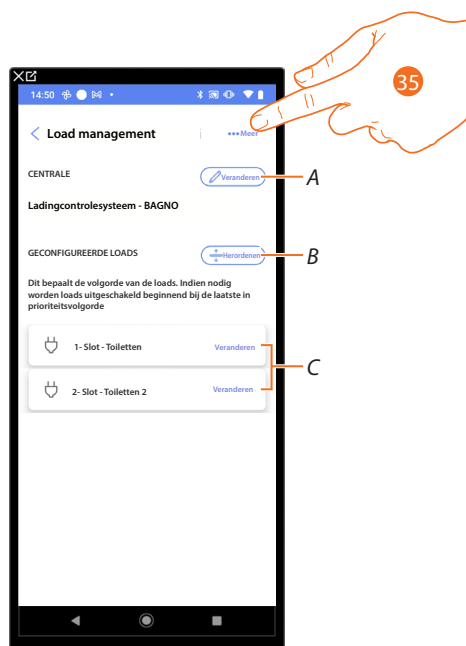 35
14:50
Load management
•••Meer
CENTRALE
Veranderen
A
Ladingcontrolesysteem - BAGNO
GECONFIGUREERDE LOADS
Herordenen
B
Dit bepaalt de volgorde van de loads. Indien nodig
worden loads uitgeschakeld beginnend bij de laatste in
prioriteitsvolgorde
1- Slot - Toiletten
Veranderen
C
2- Slot - Toiletten 2
Veranderen